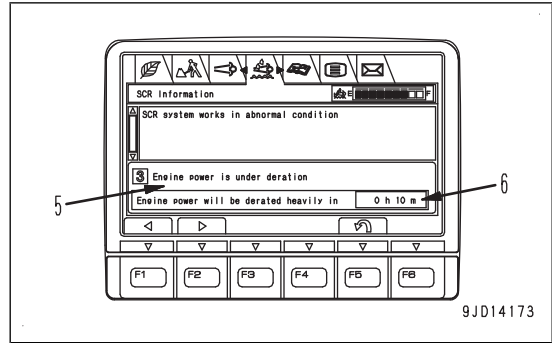 SCR Information
E F
SCR system works in abnormal condition
3 Engine power is under deration
Engine power will be derated heavily in 0 h 10 m
5
6
F1 F2 F3 F4 F5 F6
9JD14173